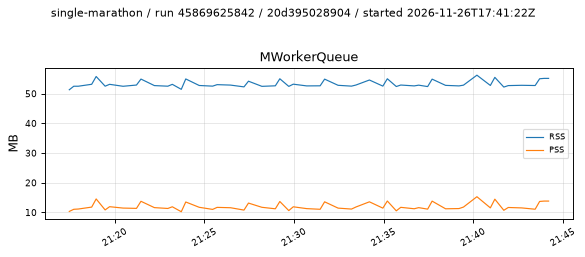 single-marathon / run 45869625842 / 20d395028904 / started 2026-11-26T17:41:22Z
MWorkerQueue
MB
50
40
30
20
10
RSS
PSS
21:20
21:25
21:30
21:35
21:40
21:45